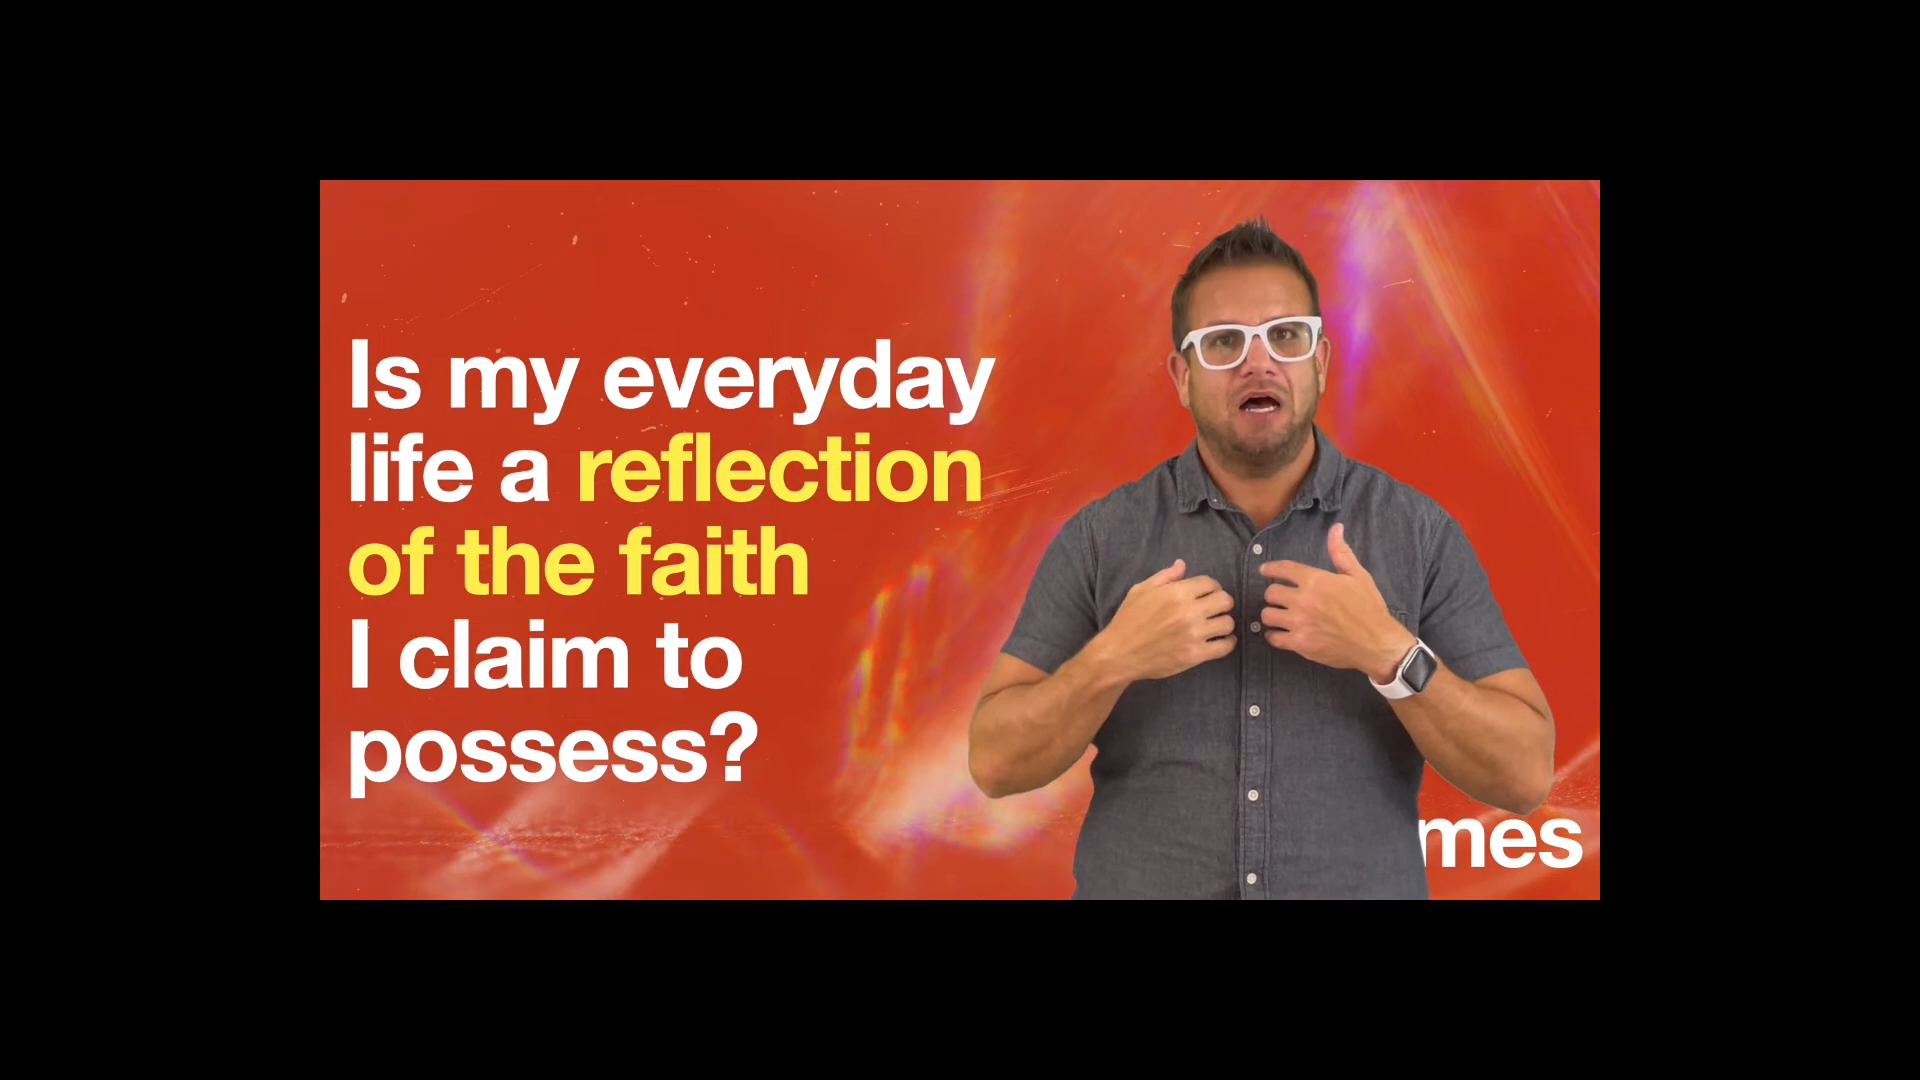 Is my everyday
life a reflection
of the faith
I claim to
possess?
mes